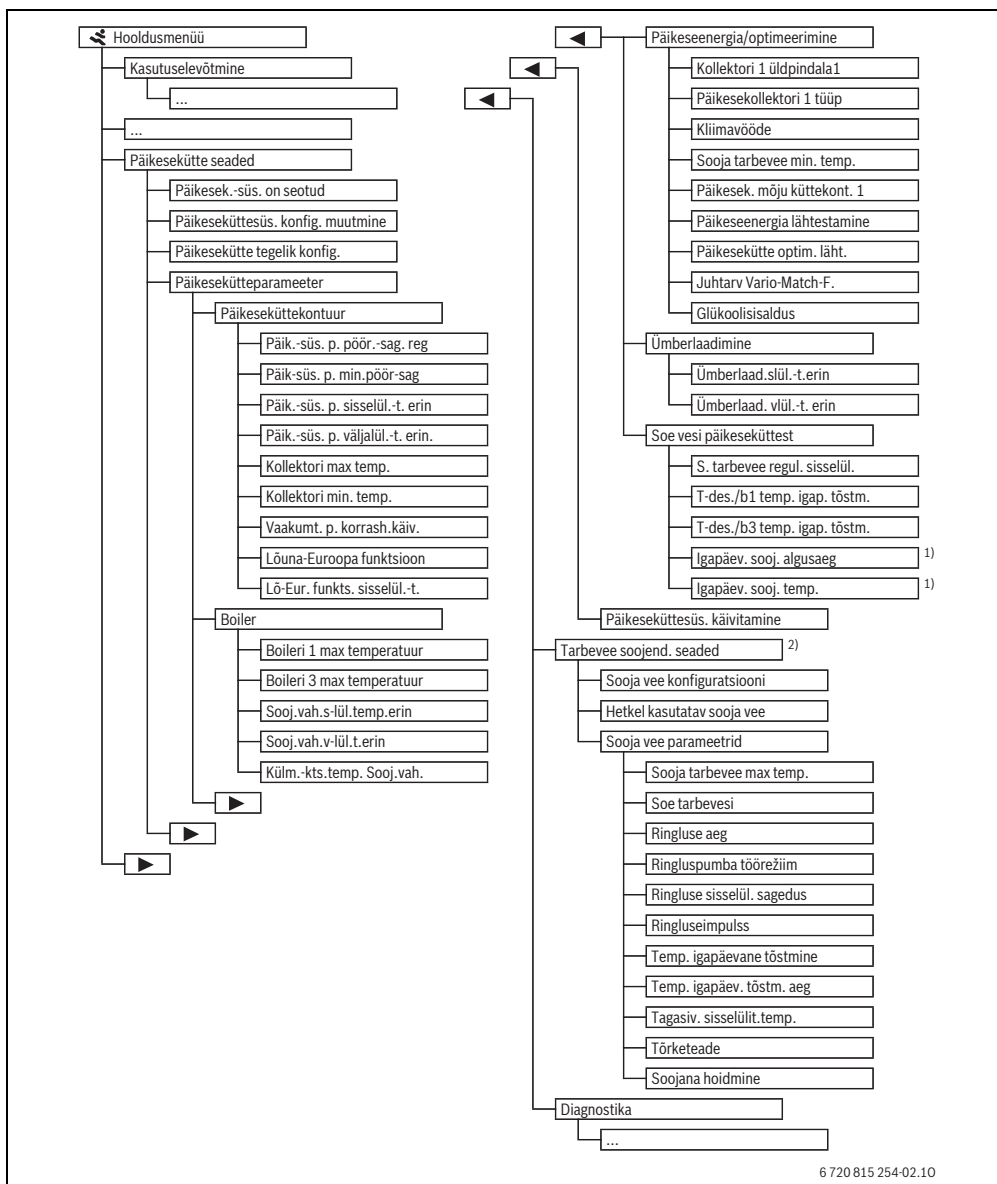 Hooldusmenüü
Kasutuselevõtmine
...
...
Päikesekütte seaded
Päikesek.-süs. on seotud
Päikeseküttesüs. konfig. muutmine
Päikesekütte tegelik konfig.
Päikesekütteparameeter
Päikeseküttekontuur
Päik.-süs. p. pöör.-sag. reg
Päik-süs. p. min.pöör-sag
Päik.-süs. p. sisselül.-t. erin
Päik.-süs. p. väljalül.-t. erin.
Kollektori max temp.
Kollektori min. temp.
Vaakumt. p. korrash.käiv.
Lõuna-Euroopa funktsioon
Lõ-Eur. funkts. sisselül.-t.
Boiler
Boileri 1 max temperatuur
Boileri 3 max temperatuur
Sooj.vah.s-lül.temp.erin
Sooj.vah.v-lül.t.erin
Külm.-kts.temp. Sooj.vah.
Päikeseenergia/optimeerimine
Kollektori 1 üldpindala1
Päikesekollektori 1 tüüp
Kliimavööde
Sooja tarbevee min. temp.
Päikesek. mõju küttekont. 1
Päikeseenergia lähtestamine
Päikesekütte optim. läht.
Juhtarv Vario-Match-F.
Glükoolisisaldus
Ümberlaadimine
Ümberlaad.slül.-t.erin
Ümberlaad. vlül.-t. erin
Soe vesi päikeseküttest
S. tarbevee regul. sisselül.
T-des./b1 temp. igap. tõstm.
T-des./b3 temp. igap. tõstm.
Igapäev. sooj. algusaeg 1)
Igapäev. sooj. temp. 1)
Päikeseküttesüs. käivitamine
Tarbevee soojend. seaded 2)
Sooja vee konfiguratsiooni
Hetkel kasutatav sooja vee
Sooja vee parameetrid
Sooja tarbevee max temp.
Soe tarbevesi
Ringluse aeg
Ringluspumba töörežiim
Ringluse sisselül. sagedus
Ringluseimpulss
Temp. igapäevane tõstmine
Temp. igapäev. tõstm. aeg
Tagasiv. sisselülit.temp.
Tõrketeade
Soojana hoidmine
Diagnostika
...
6 720 815 254-02.1O